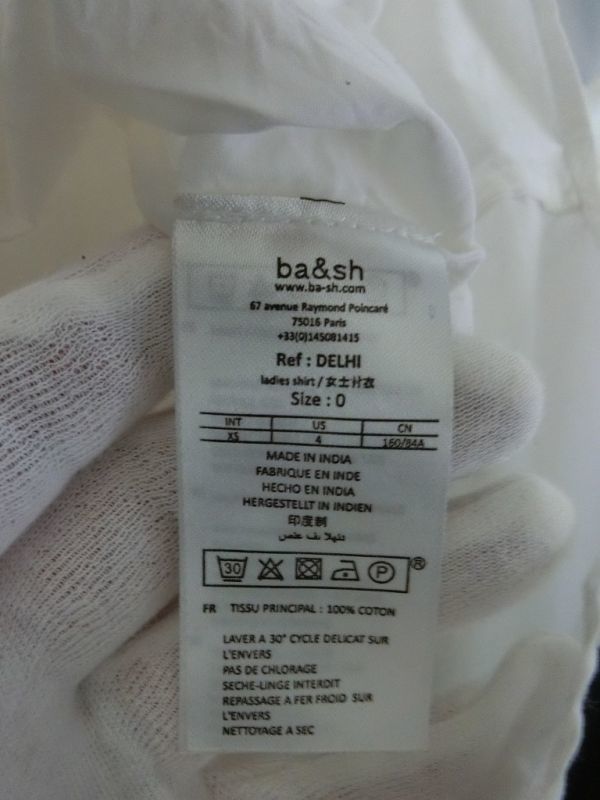 ba&sh
www.ba-sh.com
67 avenue Raymond Poincaré
75016 Paris
+33(0)145081415
Ref : DELHI
ladies shirt / 女士衬衣
Size : 0
INT US CN
XS 4 160/84A
MADE IN INDIA
FABRIQUE EN INDE
HECHO EN INDIA
HERGESTELLT IN INDIEN
印度制
30 P ®
FR TISSU PRINCIPAL : 100% COTON
LAVER A 30° CYCLE DELICAT SUR
L'ENVERS
PAS DE CHLORAGE
SECHE-LINGE INTERDIT
REPASSAGE A FER FROID SUR
L'ENVERS
NETTOYAGE A SEC